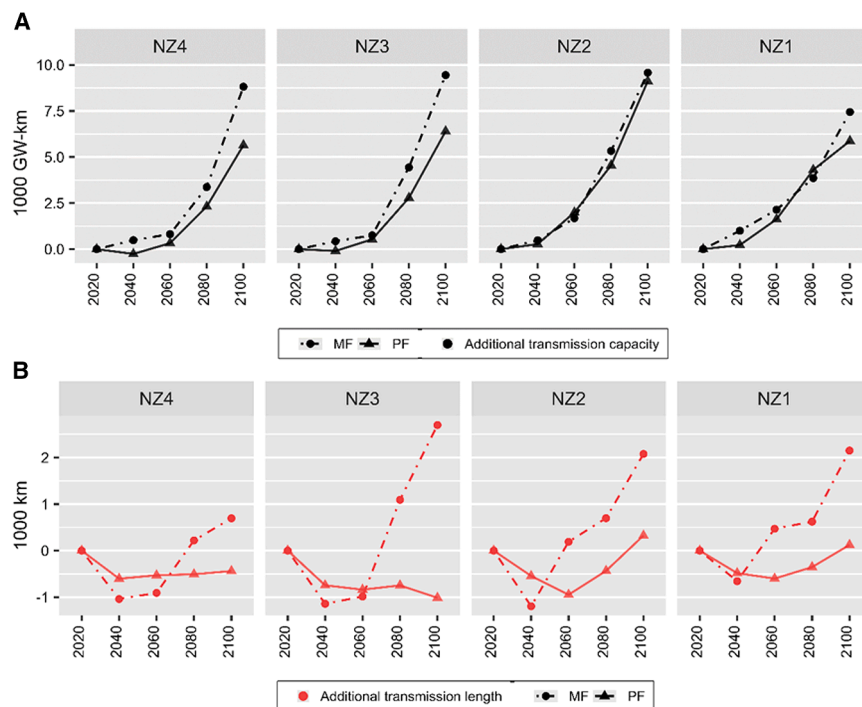 A
NZ4 NZ3 NZ2 NZ1
10.0
7.5
5.0
2.5
0.0
1000 GW-km
2020 2040 2060 2080 2100 2020 2040 2060 2080 2100 2020 2040 2060 2080 2100 2020 2040 2060 2080 2100
MF PF Additional transmission capacity
B
NZ4 NZ3 NZ2 NZ1
2
1
0
-1
1000 km
2020 2040 2060 2080 2100 2020 2040 2060 2080 2100 2020 2040 2060 2080 2100 2020 2040 2060 2080 2100
Additional transmission length MF PF